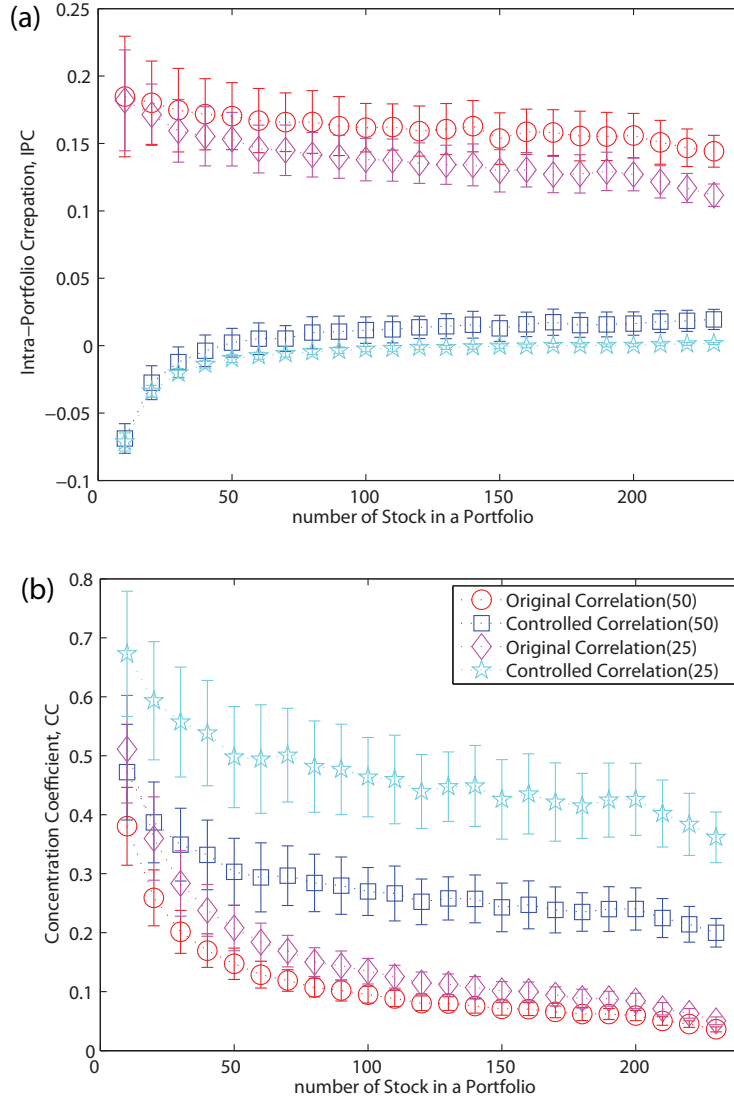 (a)
0.25
0.2
0.15
0.1
0.05
0
−0.05
−0.1
Intra−Portfolio Crrepation, IPC
0 50 100 150 200
number of Stock in a Portfolio
(b)
0.8
0.7
0.6
0.5
0.4
0.3
0.2
0.1
0
Concentration Coefficient, CC
Original Correlation(50)
Controlled Correlation(50)
Original Correlation(25)
Controlled Correlation(25)
0 50 100 150 200
number of Stock in a Portfolio